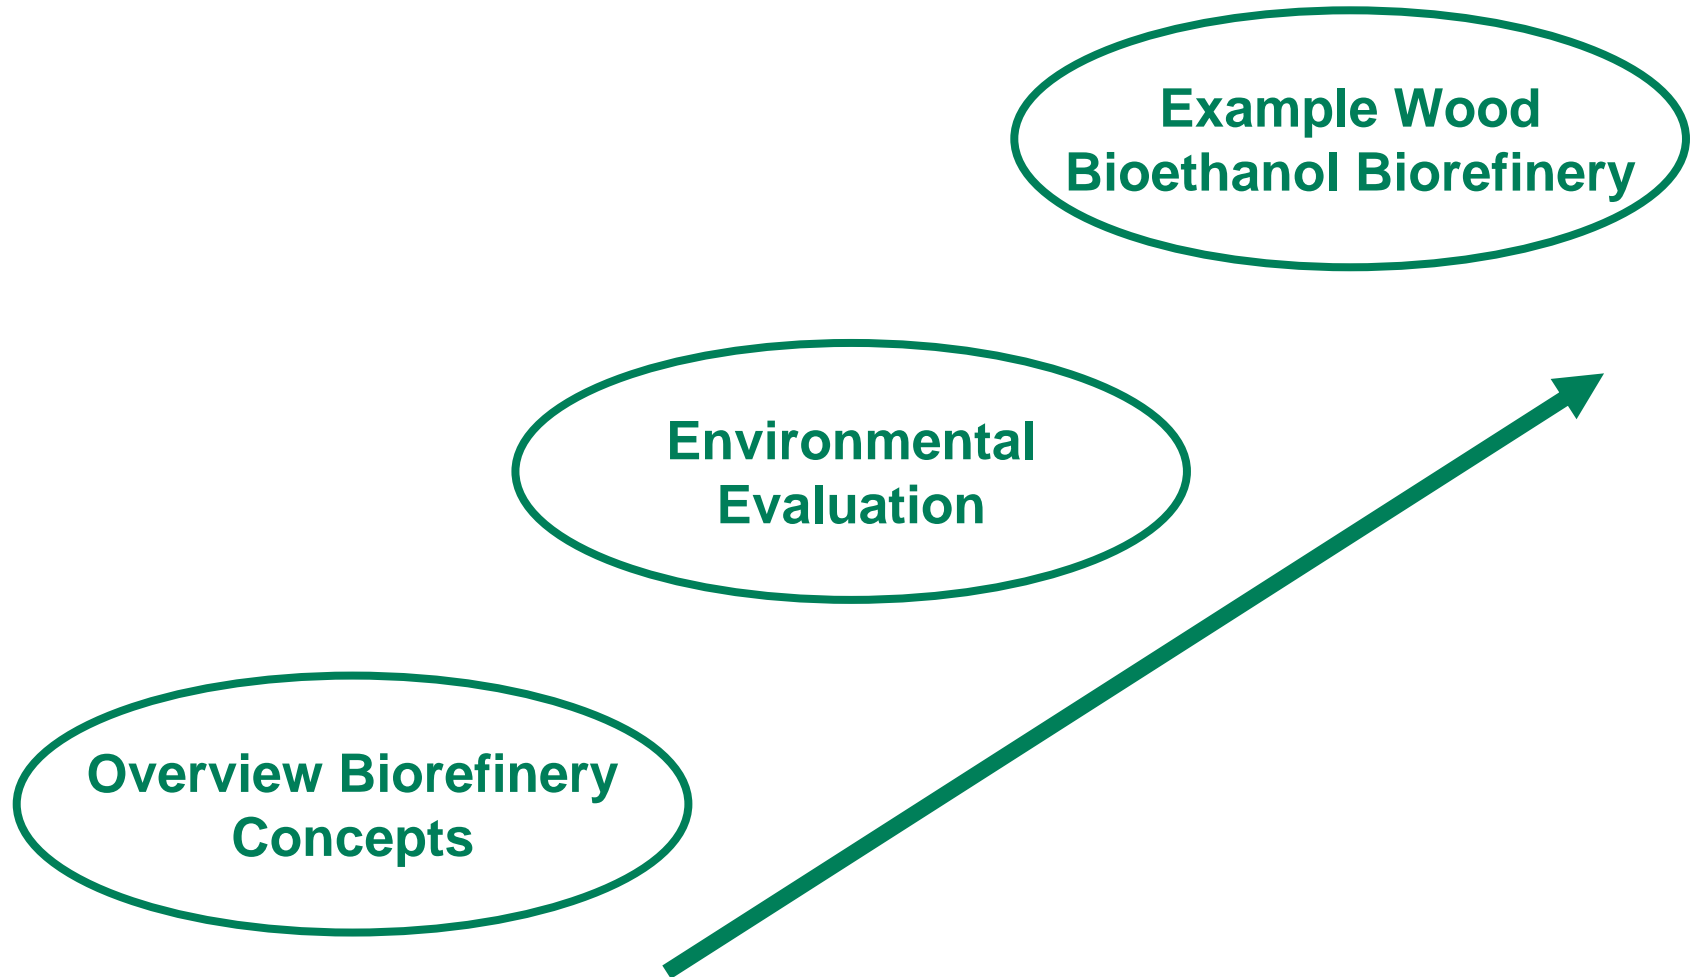 Example Wood
Bioethanol Biorefinery
Environmental
Evaluation
Overview Biorefinery
Concepts